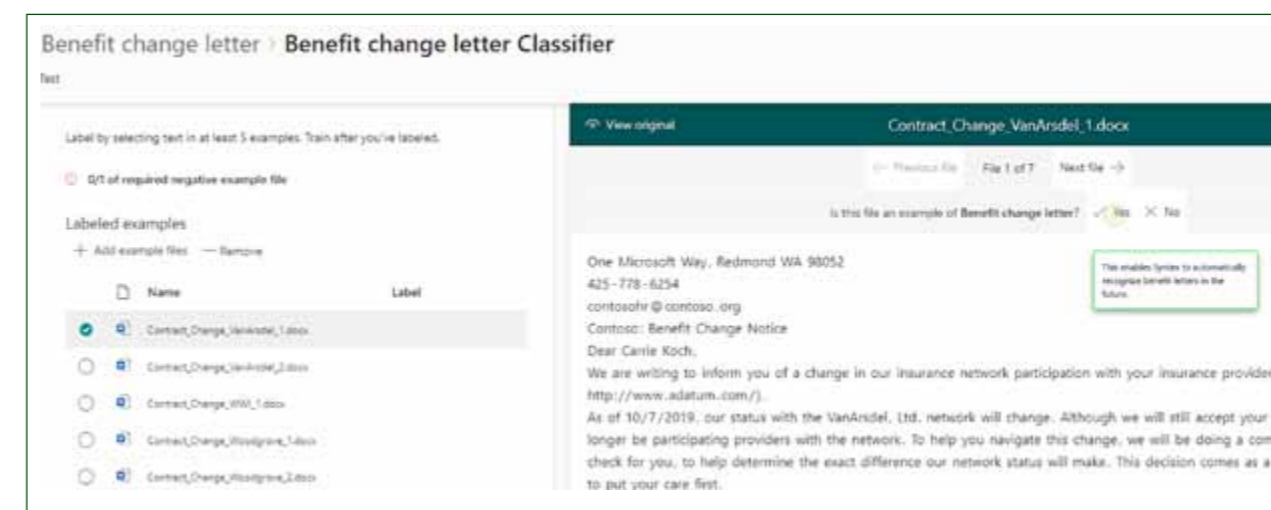 Benefit change letter > Benefit change letter Classifier
Test
Label by selecting text in at least 5 examples. Train after you've labeled.
0/1 of required negative example file
Labeled examples
+ Add example files — Remove
Name Label
Contract_Change_VanArsdel_1.docx
Contract_Change_VanArsdel_2.docx
Contract_Change_WWI_1.docx
Contract_Change_Woodgrove_1.docx
Contract_Change_Woodgrove_2.docx
View original Contract_Change_VanArsdel_1.docx
← Previous file File 1 of 7 Next file →
Is this file an example of Benefit change letter? Yes No
This enables Syntex to automatically
recognize benefit letters in the
future.
One Microsoft Way, Redmond WA 98052
425-778-6254
contosohr@contoso.org
Contoso: Benefit Change Notice
Dear Carrie Koch,
We are writing to inform you of a change in our insurance network participation with your insurance provider
http://www.adatum.com/).
As of 10/7/2019, our status with the VanArsdel, Ltd. network will change. Although we will still accept your
longer be participating providers with the network. To help you navigate this change, we will be doing a com
check for you, to help determine the exact difference our network status will make. This decision comes as a
to put your care first.